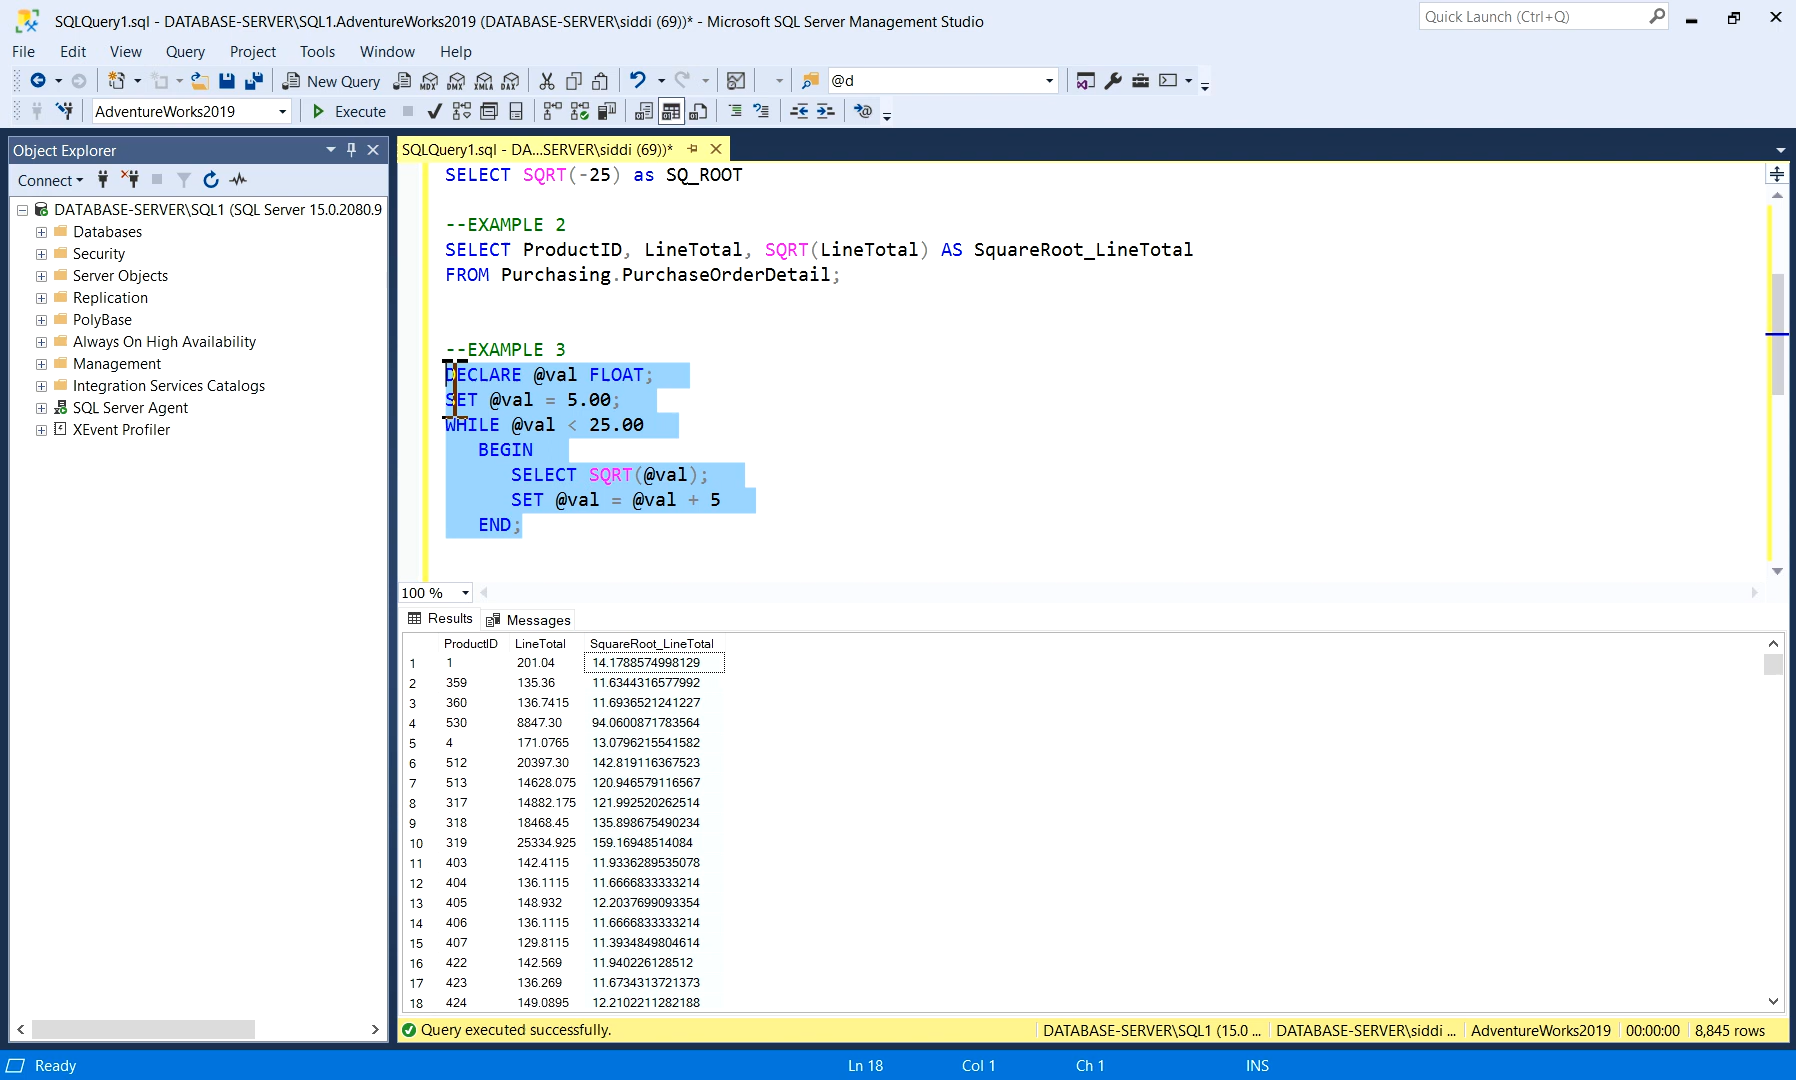 SQLQuery1.sql - DATABASE-SERVER\SQL1.AdventureWorks2019 (DATABASE-SERVER\siddi (69))* - Microsoft SQL Server Management Studio
Quick Launch (Ctrl+Q)
File Edit View Query Project Tools Window Help
New Query MDX DMX XMLA DAX @d
AdventureWorks2019 Execute
Object Explorer
Connect
DATABASE-SERVER\SQL1 (SQL Server 15.0.2080.9
Databases
Security
Server Objects
Replication
PolyBase
Always On High Availability
Management
Integration Services Catalogs
SQL Server Agent
XEvent Profiler
SQLQuery1.sql - DA...SERVER\siddi (69))*
SELECT SQRT(-25) as SQ_ROOT
--EXAMPLE 2
SELECT ProductID, LineTotal, SQRT(LineTotal) AS SquareRoot_LineTotal
FROM Purchasing.PurchaseOrderDetail;
--EXAMPLE 3
DECLARE @val FLOAT;
SET @val = 5.00;
WHILE @val < 25.00
BEGIN
SELECT SQRT(@val);
SET @val = @val + 5
END;
100 %
Results Messages
ProductID LineTotal SquareRoot_LineTotal
1 1 201.04 14.1788574998129
2 359 135.36 11.6344316577992
3 360 136.7415 11.6936521241227
4 530 8847.30 94.0600871783564
5 4 171.0765 13.0796215541582
6 512 20397.30 142.819116367523
7 513 14628.075 120.946579116567
8 317 14882.175 121.992520262514
9 318 18468.45 135.898675490234
10 319 25334.925 159.16948514084
11 403 142.4115 11.9336289535078
12 404 136.1115 11.6666833333214
13 405 148.932 12.2037699093354
14 406 136.1115 11.6666833333214
15 407 129.8115 11.3934849804614
16 422 142.569 11.940226128512
17 423 136.269 11.6734313721373
18 424 149.0895 12.2102211282188
Query executed successfully. DATABASE-SERVER\SQL1 (15.0 ... DATABASE-SERVER\siddi ... AdventureWorks2019 00:00:00 8,845 rows
Ready Ln 18 Col 1 Ch 1 INS